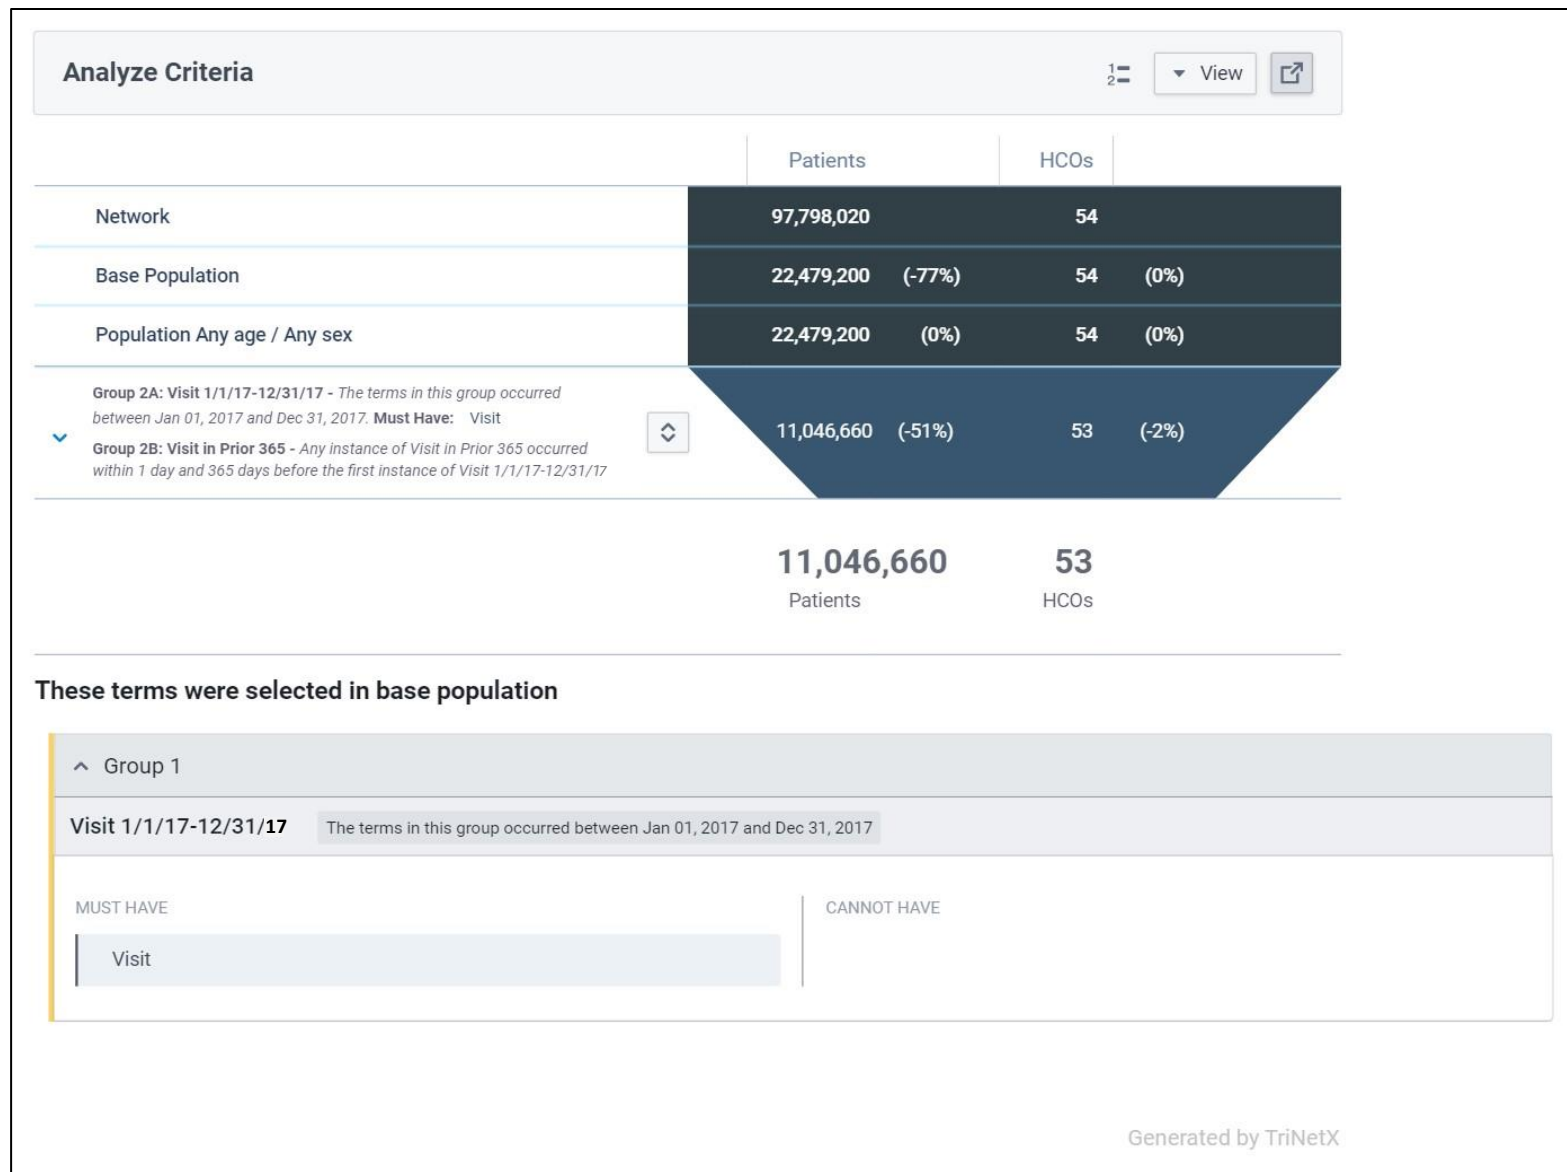 Analyze Criteria
1 2
View
Patients HCOs
Network 97,798,020 54
Base Population 22,479,200 (-77%) 54 (0%)
Population Any age / Any sex 22,479,200 (0%) 54 (0%)
Group 2A: Visit 1/1/17-12/31/17 - The terms in this group occurred
between Jan 01, 2017 and Dec 31, 2017. Must Have: Visit
Group 2B: Visit in Prior 365 - Any instance of Visit in Prior 365 occurred
within 1 day and 365 days before the first instance of Visit 1/1/17-12/31/17
11,046,660 (-51%) 53 (-2%)
11,046,660 53
Patients HCOs
These terms were selected in base population
Group 1
Visit 1/1/17-12/31/17 The terms in this group occurred between Jan 01, 2017 and Dec 31, 2017
MUST HAVE CANNOT HAVE
Visit
Generated by TriNetX